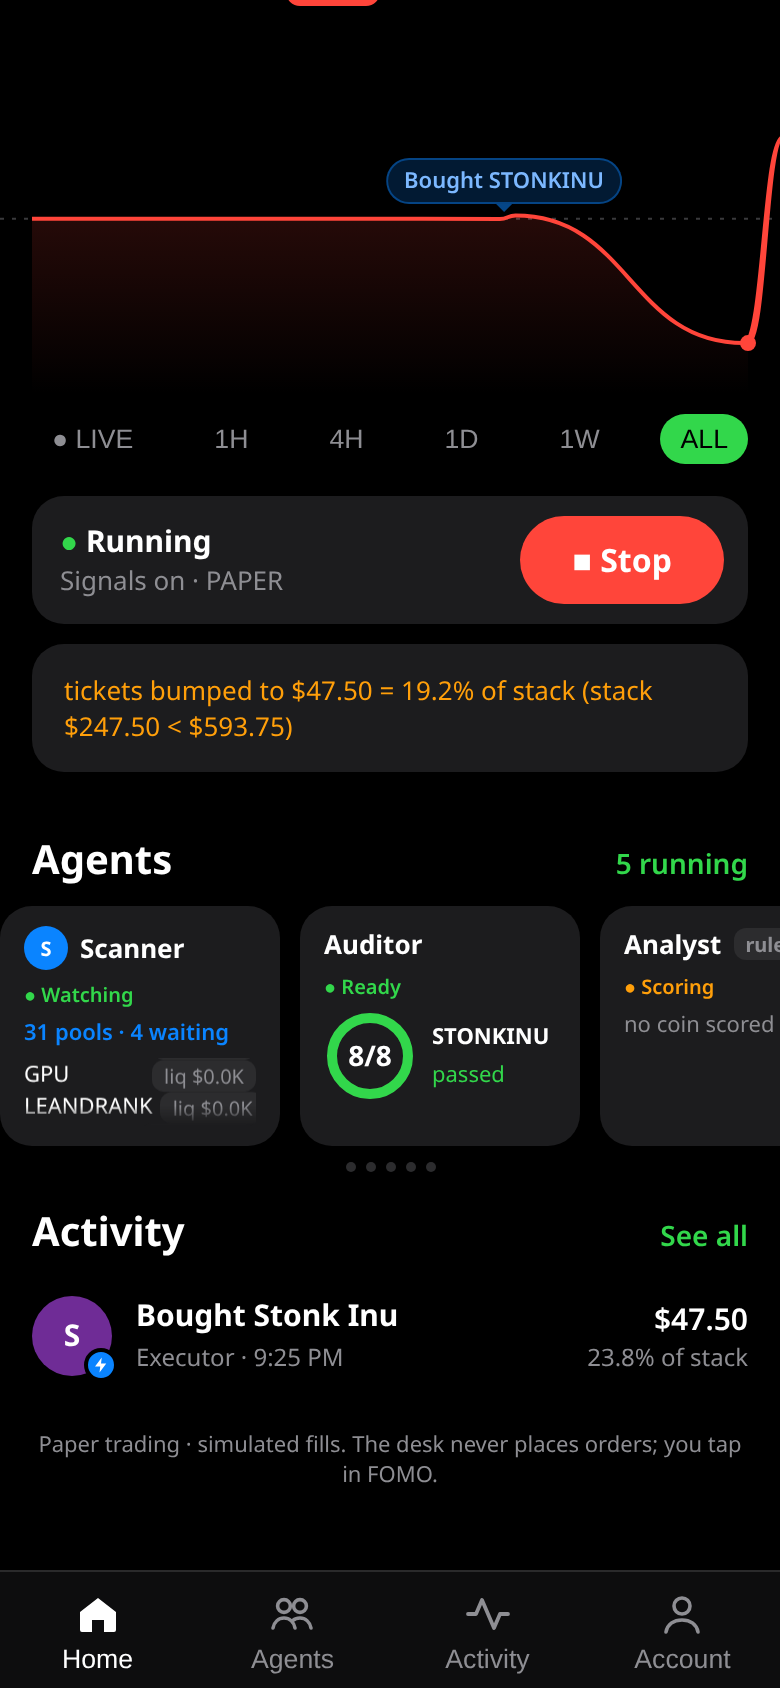 Bought STONKINU
● LIVE 1H 4H 1D 1W ALL
● Running
Signals on · PAPER
■ Stop
tickets bumped to $47.50 = 19.2% of stack (stack
$247.50 < $593.75)
Agents
5 running
S Scanner
● Watching
31 pools · 4 waiting
GPU liq $0.0K
LEANDRANK liq $0.0K
Auditor
● Ready
8/8
STONKINU
passed
Analyst
● Scoring
no coin scored
Activity
See all
S
Bought Stonk Inu
$47.50
Executor · 9:25 PM
23.8% of stack
Paper trading · simulated fills. The desk never places orders; you tap
in FOMO.
Home Agents Activity Account